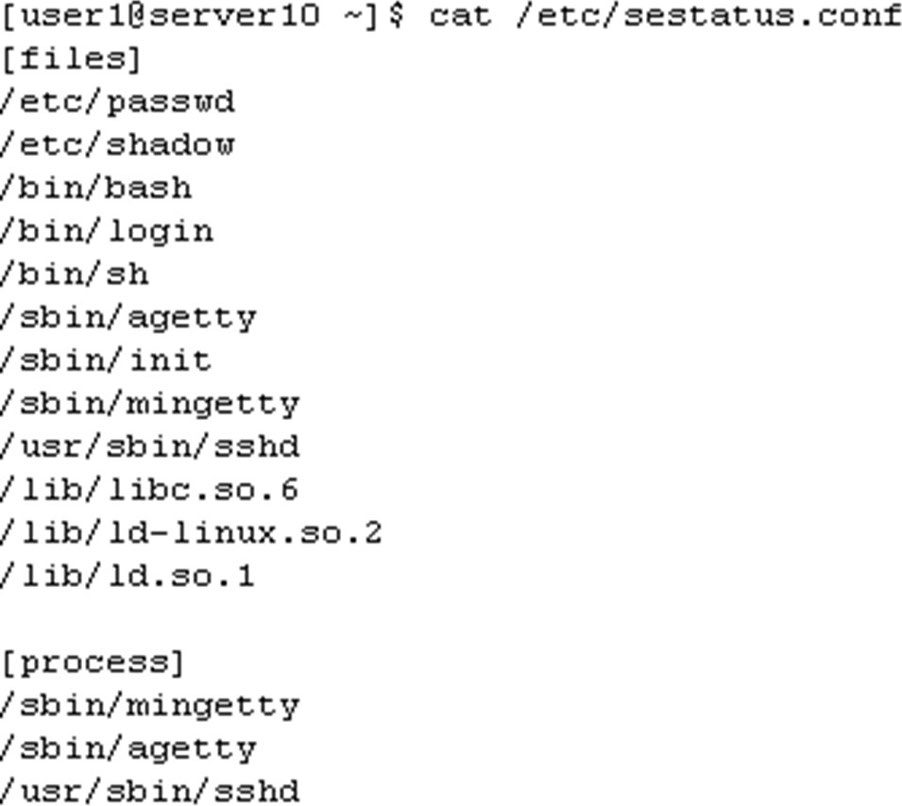 [user1@server10 ~]$ cat /etc/sestatus.conf
[files]
/etc/passwd
/etc/shadow
/bin/bash
/bin/login
/bin/sh
/sbin/agetty
/sbin/init
/sbin/mingetty
/usr/sbin/sshd
/lib/libc.so.6
/lib/ld-linux.so.2
/lib/ld.so.1
[process]
/sbin/mingetty
/sbin/agetty
/usr/sbin/sshd